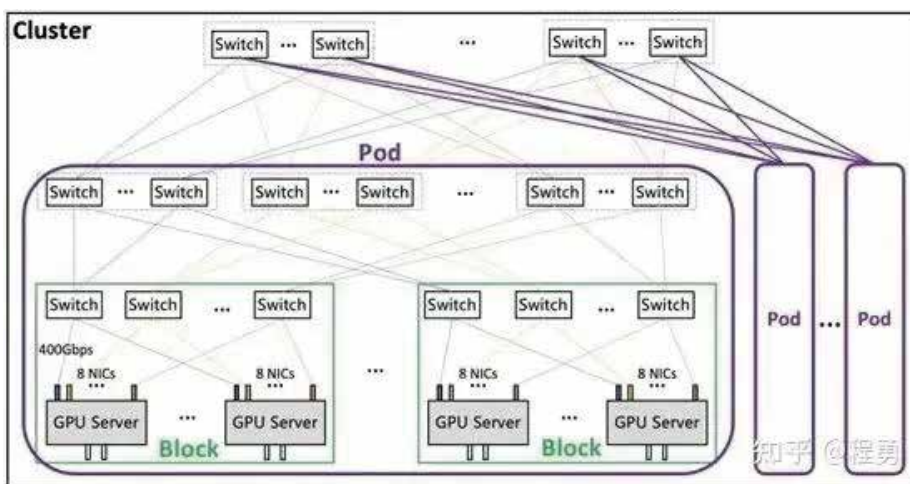 Cluster
Switch ... Switch ... Switch ... Switch
Pod
Switch ... Switch Switch ... Switch ... Switch ... Switch
Switch Switch ... Switch Switch Switch ... Switch
400Gbps
8 NICs 8 NICs 8 NICs 8 NICs
... ... ... ... ...
GPU Server ... GPU Server GPU Server ... GPU Server
Block Block
Pod ... Pod
知乎 @程勇